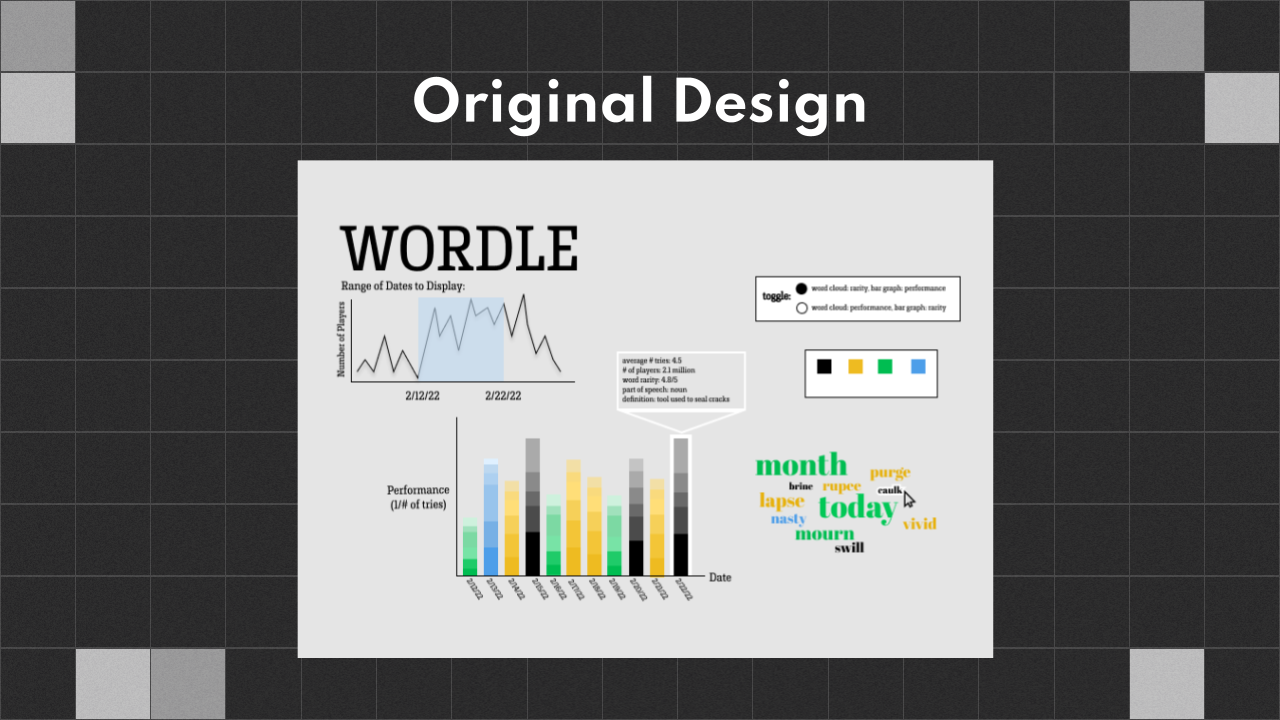 Original Design
WORDLE
Range of Dates to Display:
Number of Players
2/12/22
2/22/22
toggle:
word cloud: rarity, bar graph: performance
word cloud: performance, bar graph: rarity
average # tries: 4.5
# of players: 2.1 million
word rarity: 4.8/5
part of speech: noun
definition: tool used to seal cracks
Performance
(1/# of tries)
2/12/22
2/13/22
2/14/22
2/15/22
2/16/22
2/17/22
2/18/22
2/19/22
2/20/22
2/21/22
2/22/22
Date
month
purge
brine
rupee
caulk
lapse
today
nasty
vivid
mourn
swill